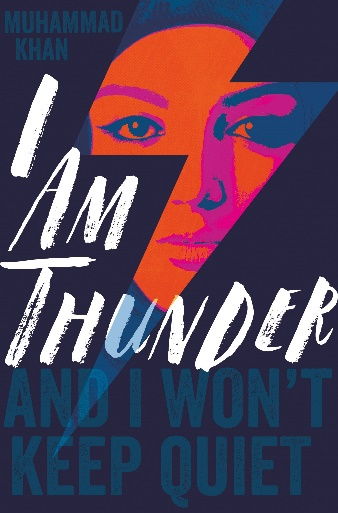 MUHAMMAD
KHAN
I
AM
THUNDER
AND I WON'T
KEEP QUIET